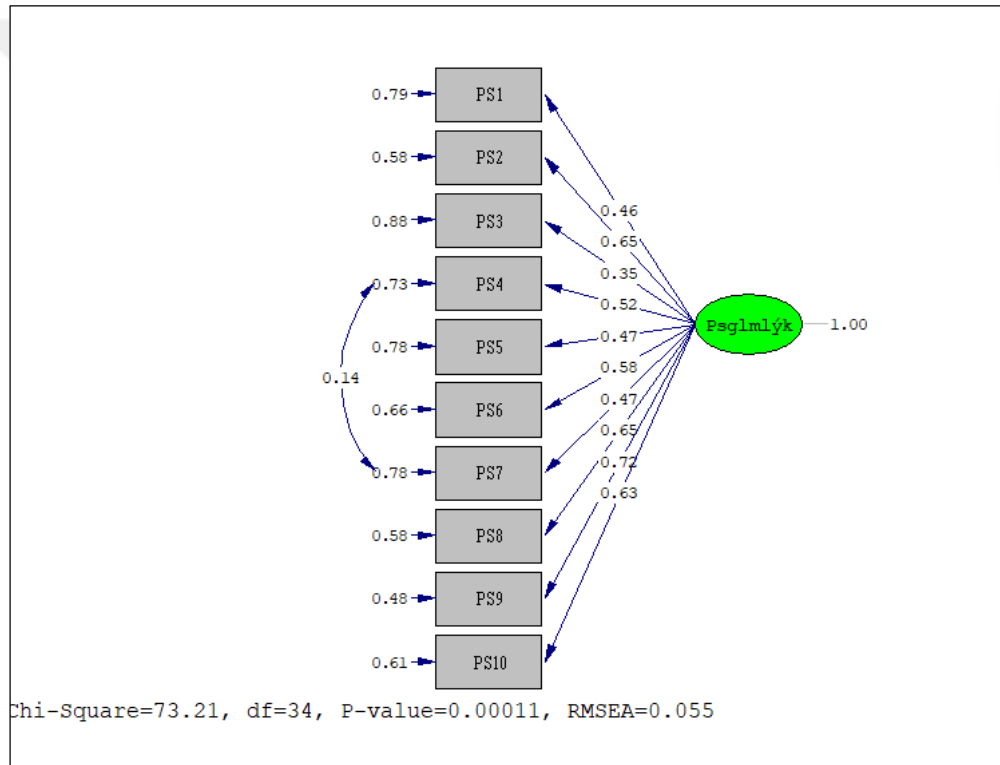 0.79 PS1
0.58 PS2
0.46
0.65
0.88 PS3
0.35
0.73 PS4
0.52
Psglmlýk 1.00
0.47
0.78 PS5
0.58
0.14
0.47
0.66 PS6
0.65
0.72
0.78 PS7
0.63
0.58 PS8
0.48 PS9
0.61 PS10
Chi-Square=73.21, df=34, P-value=0.00011, RMSEA=0.055